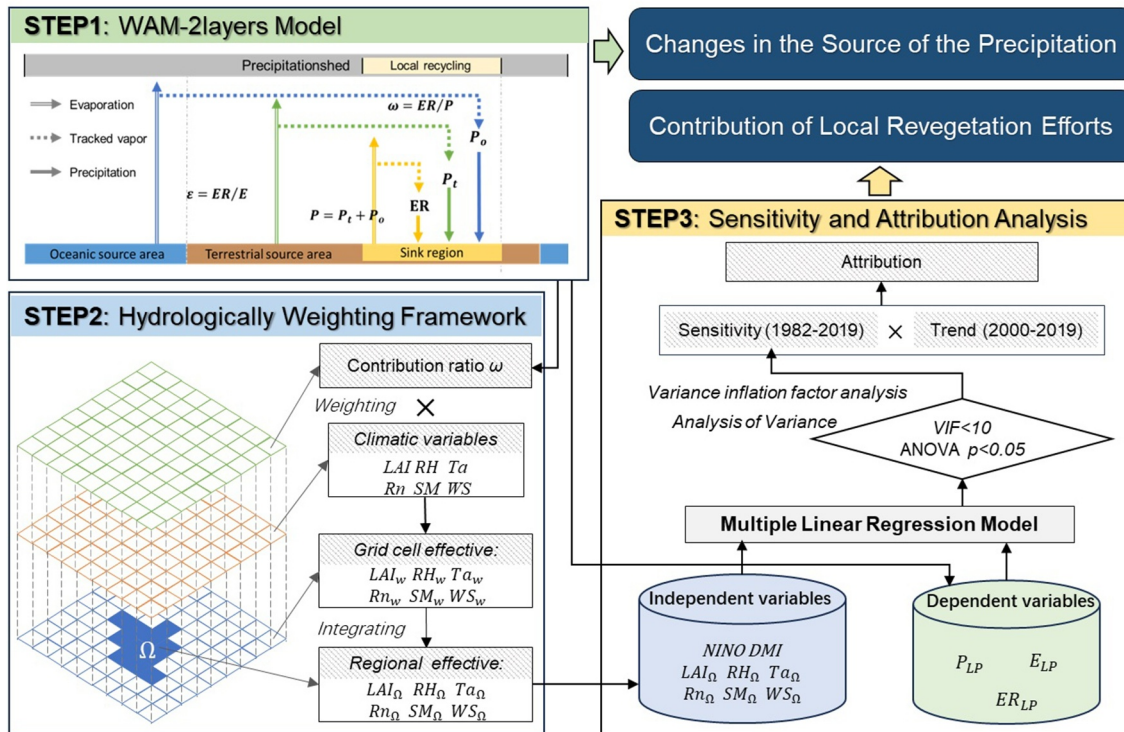 STEP1: WAM-2layers Model
Precipitationshed
Local recycling
Evaporation
Tracked vapor
Precipitation
ω = ER/P
P_o
P_t
ε = ER/E
ER
P = P_t + P_o
Oceanic source area
Terrestrial source area
Sink region
Changes in the Source of the Precipitation
Contribution of Local Revegetation Efforts
STEP2: Hydrologically Weighting Framework
Contribution ratio ω
Weighting ×
Climatic variables
LAI RH Ta
Rn SM WS
Grid cell effective:
LAI_w RH_w Ta_w
Rn_w SM_w WS_w
Integrating
Ω
Regional effective:
LAI_Ω RH_Ω Ta_Ω
Rn_Ω SM_Ω WS_Ω
STEP3: Sensitivity and Attribution Analysis
Attribution
Sensitivity (1982-2019) × Trend (2000-2019)
Variance inflation factor analysis
Analysis of Variance
VIF<10
ANOVA p<0.05
Multiple Linear Regression Model
Independent variables
NINO DMI
LAI_Ω RH_Ω Ta_Ω
Rn_Ω SM_Ω WS_Ω
Dependent variables
P_LP E_LP
ER_LP